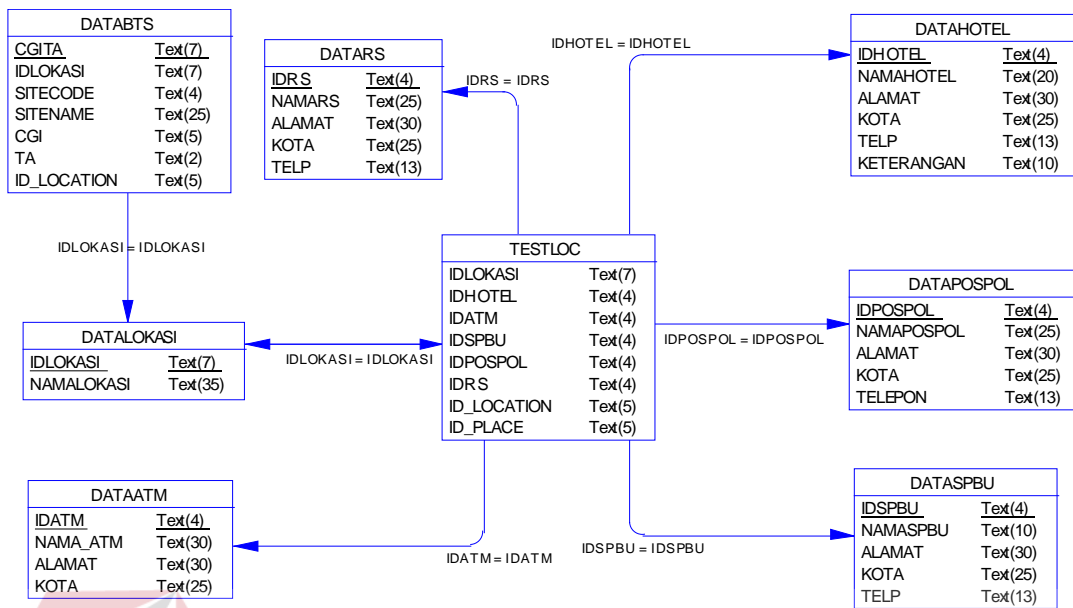 DATABTS
CGITA Text(7)
IDLOKASI Text(7)
SITECODE Text(4)
SITENAME Text(25)
CGI Text(5)
TA Text(2)
ID_LOCATION Text(5)
DATARS
IDRS Text(4)
NAMARS Text(25)
ALAMAT Text(30)
KOTA Text(25)
TELP Text(13)
IDRS = IDRS
IDHOTEL = IDHOTEL
DATAHOTEL
IDHOTEL Text(4)
NAMAHOTEL Text(20)
ALAMAT Text(30)
KOTA Text(25)
TELP Text(13)
KETERANGAN Text(10)
IDLOKASI = IDLOKASI
TESTLOC
IDLOKASI Text(7)
IDHOTEL Text(4)
IDATM Text(4)
IDSPBU Text(4)
IDPOSPOL Text(4)
IDRS Text(4)
ID_LOCATION Text(5)
ID_PLACE Text(5)
DATALOKASI
IDLOKASI Text(7)
NAMALOKASI Text(35)
IDLOKASI = IDLOKASI
IDPOSPOL = IDPOSPOL
DATAPOSPOL
IDPOSPOL Text(4)
NAMAPOSPOL Text(25)
ALAMAT Text(30)
KOTA Text(25)
TELEPON Text(13)
DATAATM
IDATM Text(4)
NAMA_ATM Text(30)
ALAMAT Text(30)
KOTA Text(25)
IDATM = IDATM
IDSPBU = IDSPBU
DATASPBU
IDSPBU Text(4)
NAMASPBU Text(10)
ALAMAT Text(30)
KOTA Text(25)
TELP Text(13)